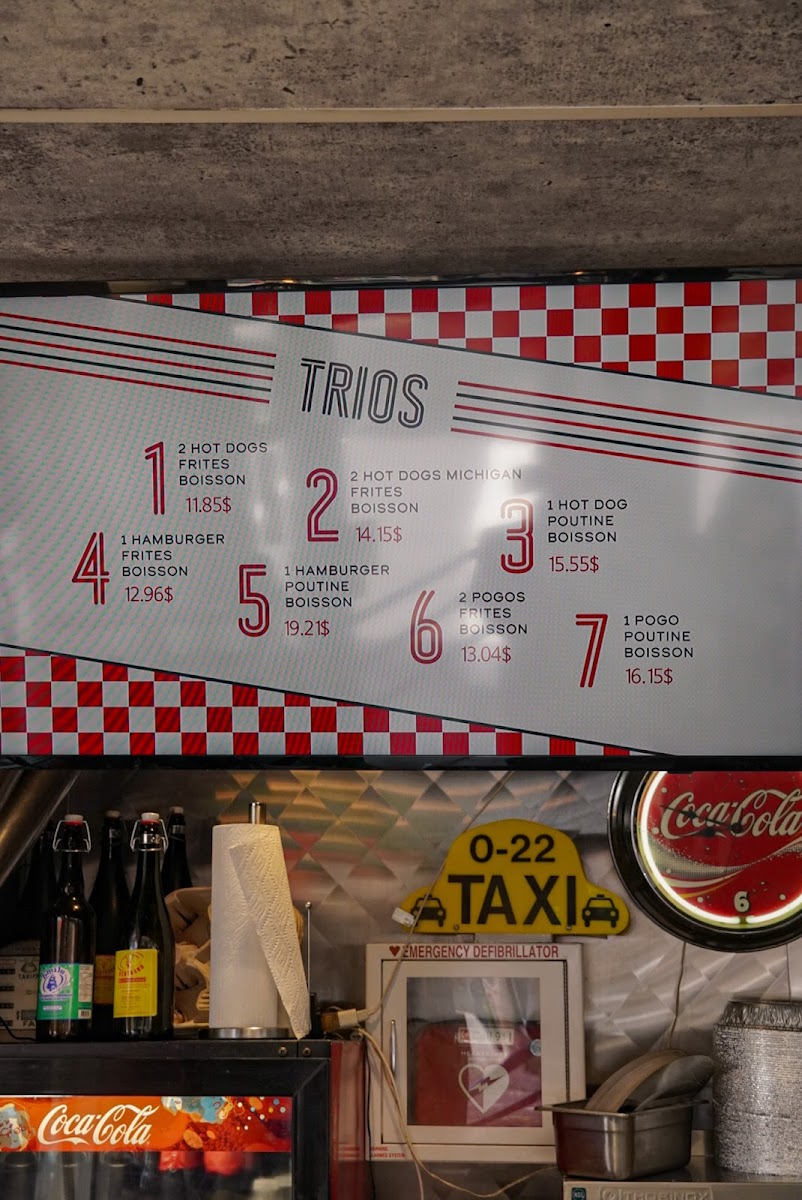 TRIOS
1
2 HOT DOGS
FRITES
BOISSON
11.85$
2
2 HOT DOGS MICHIGAN
FRITES
BOISSON
14.15$
3
1 HOT DOG
POUTINE
BOISSON
15.55$
4
1 HAMBURGER
FRITES
BOISSON
12.96$
5
1 HAMBURGER
POUTINE
BOISSON
19.21$
6
2 POGOS
FRITES
BOISSON
13.04$
7
1 POGO
POUTINE
BOISSON
16.15$
O-22
TAXI
Coca-Cola
6
EMERGENCY DEFIBRILLATOR
Coca-Cola